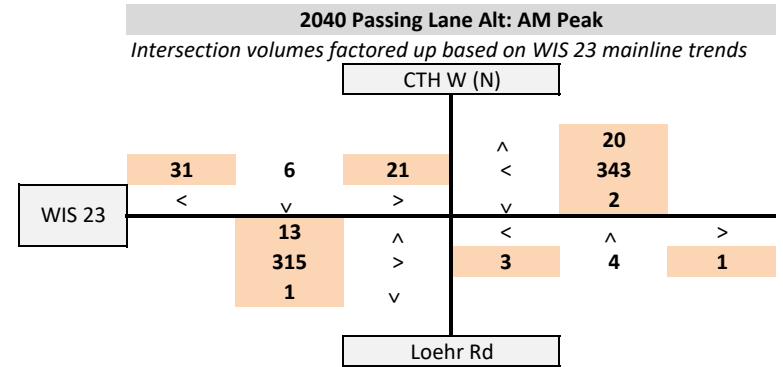 2040 Passing Lane Alt: AM Peak
Intersection volumes factored up based on WIS 23 mainline trends
CTH W (N)
^ 20
31 6 21 < 343
< v > v 2
WIS 23
13 ^ < ^ >
315 > 3 4 1
1 v
Loehr Rd